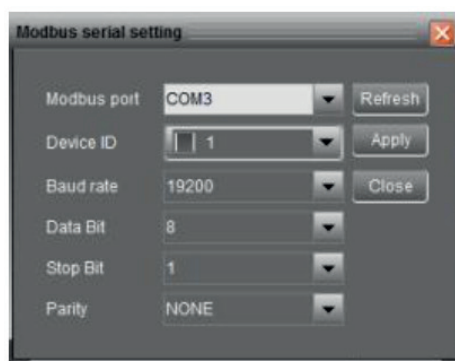 Modbus serial setting
Modbus port COM3 Refresh
Device ID 1 Apply
Baud rate 19200 Close
Data Bit 8
Stop Bit 1
Parity NONE